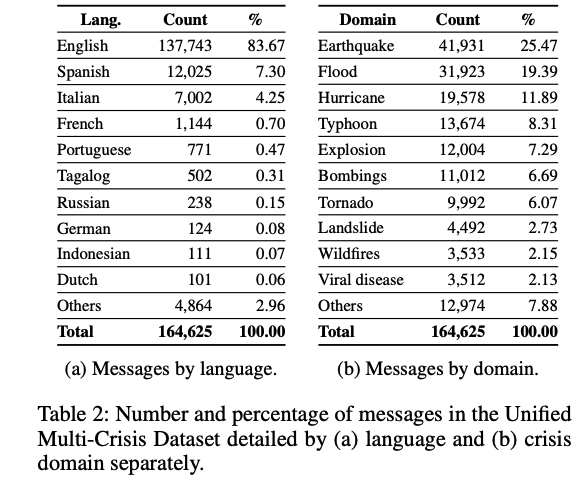 Lang. Count %
English 137,743 83.67
Spanish 12,025 7.30
Italian 7,002 4.25
French 1,144 0.70
Portuguese 771 0.47
Tagalog 502 0.31
Russian 238 0.15
German 124 0.08
Indonesian 111 0.07
Dutch 101 0.06
Others 4,864 2.96
Total 164,625 100.00
(a) Messages by language.
Domain Count %
Earthquake 41,931 25.47
Flood 31,923 19.39
Hurricane 19,578 11.89
Typhoon 13,674 8.31
Explosion 12,004 7.29
Bombings 11,012 6.69
Tornado 9,992 6.07
Landslide 4,492 2.73
Wildfires 3,533 2.15
Viral disease 3,512 2.13
Others 12,974 7.88
Total 164,625 100.00
(b) Messages by domain.
Table 2: Number and percentage of messages in the Unified
Multi-Crisis Dataset detailed by (a) language and (b) crisis
domain separately.